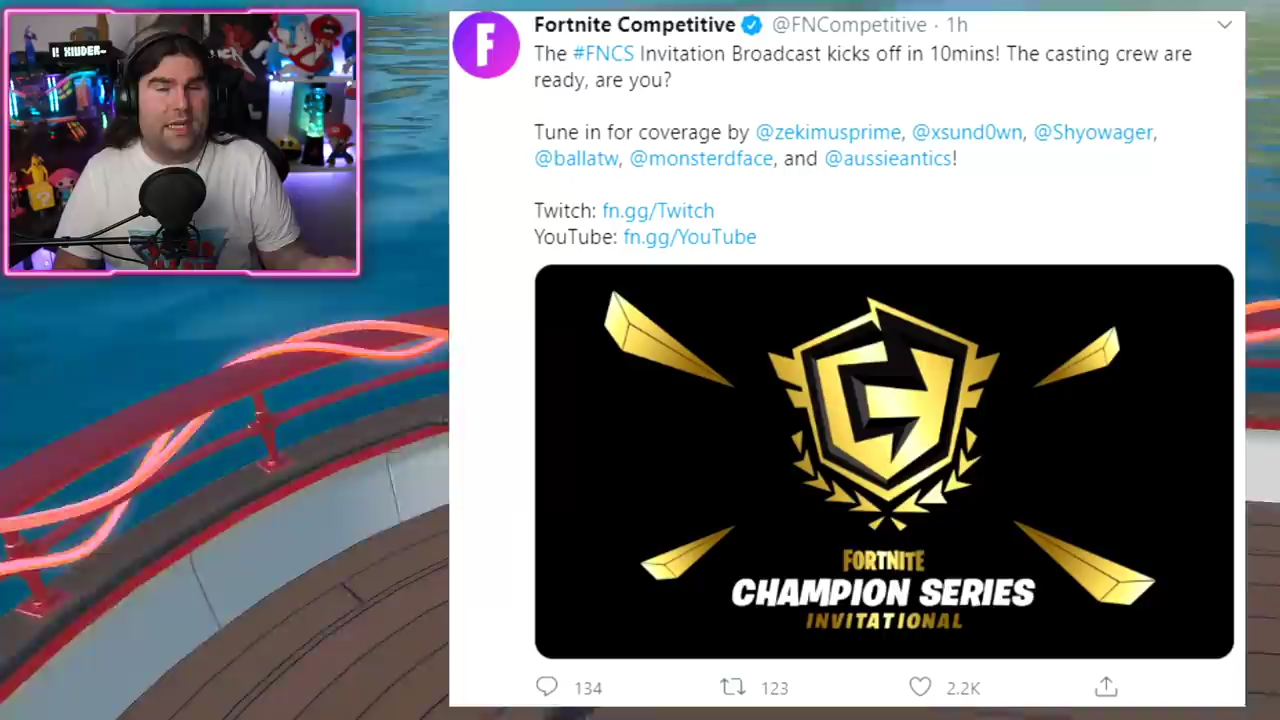 Fortnite Competitive @FNCompetitive · 1h
The #FNCS Invitation Broadcast kicks off in 10mins! The casting crew are
ready, are you?
Tune in for coverage by @zekimusprime, @xsund0wn, @Shyowager,
@ballatw, @monsterdface, and @aussieantics!
Twitch: fn.gg/Twitch
YouTube: fn.gg/YouTube
FORTNITE
CHAMPION SERIES
INVITATIONAL
134 123 2.2K